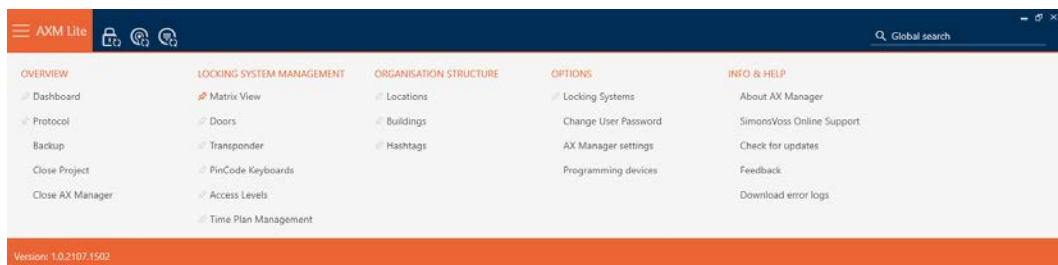 AXM Lite
Global search
OVERVIEW
Dashboard
Protocol
Backup
Close Project
Close AX Manager
LOCKING SYSTEM MANAGEMENT
Matrix View
Doors
Transponder
PinCode Keyboards
Access Levels
Time Plan Management
ORGANISATION STRUCTURE
Locations
Buildings
Hashtags
OPTIONS
Locking Systems
Change User Password
AX Manager settings
Programming devices
INFO & HELP
About AX Manager
SimonsVoss Online Support
Check for updates
Feedback
Download error logs
Version: 1.0.2107.1502